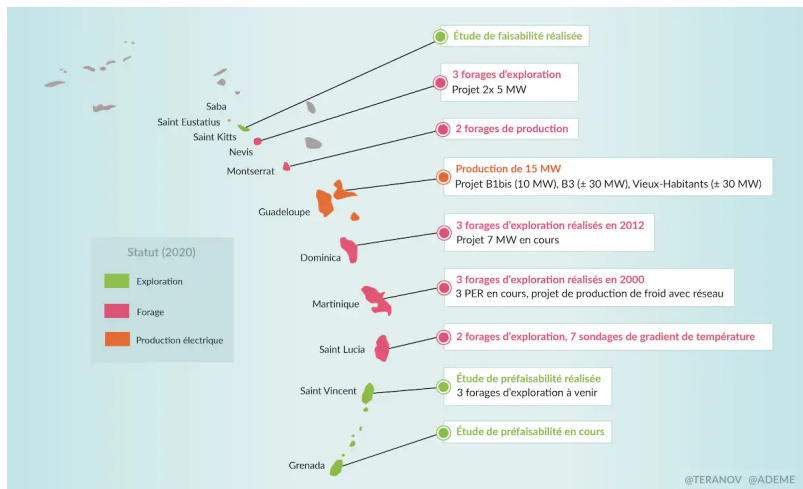 Étude de faisabilité réalisée
3 forages d'exploration
Projet 2x 5 MW
Saba
Saint Eustatius
Saint Kitts
Nevis
2 forages de production
Montserrat
Production de 15 MW
Projet B1bis (10 MW), B3 (± 30 MW), Vieux-Habitants (± 30 MW)
Guadeloupe
3 forages d'exploration réalisés en 2012
Projet 7 MW en cours
Dominica
Statut (2020)
Exploration
Forage
Production électrique
3 forages d'exploration réalisés en 2000
3 PER en cours, projet de production de froid avec réseau
Martinique
2 forages d'exploration, 7 sondages de gradient de température
Saint Lucia
Étude de préfaisabilité réalisée
3 forages d'exploration à venir
Saint Vincent
Étude de préfaisabilité en cours
Grenada
@TERANOV @ADEME